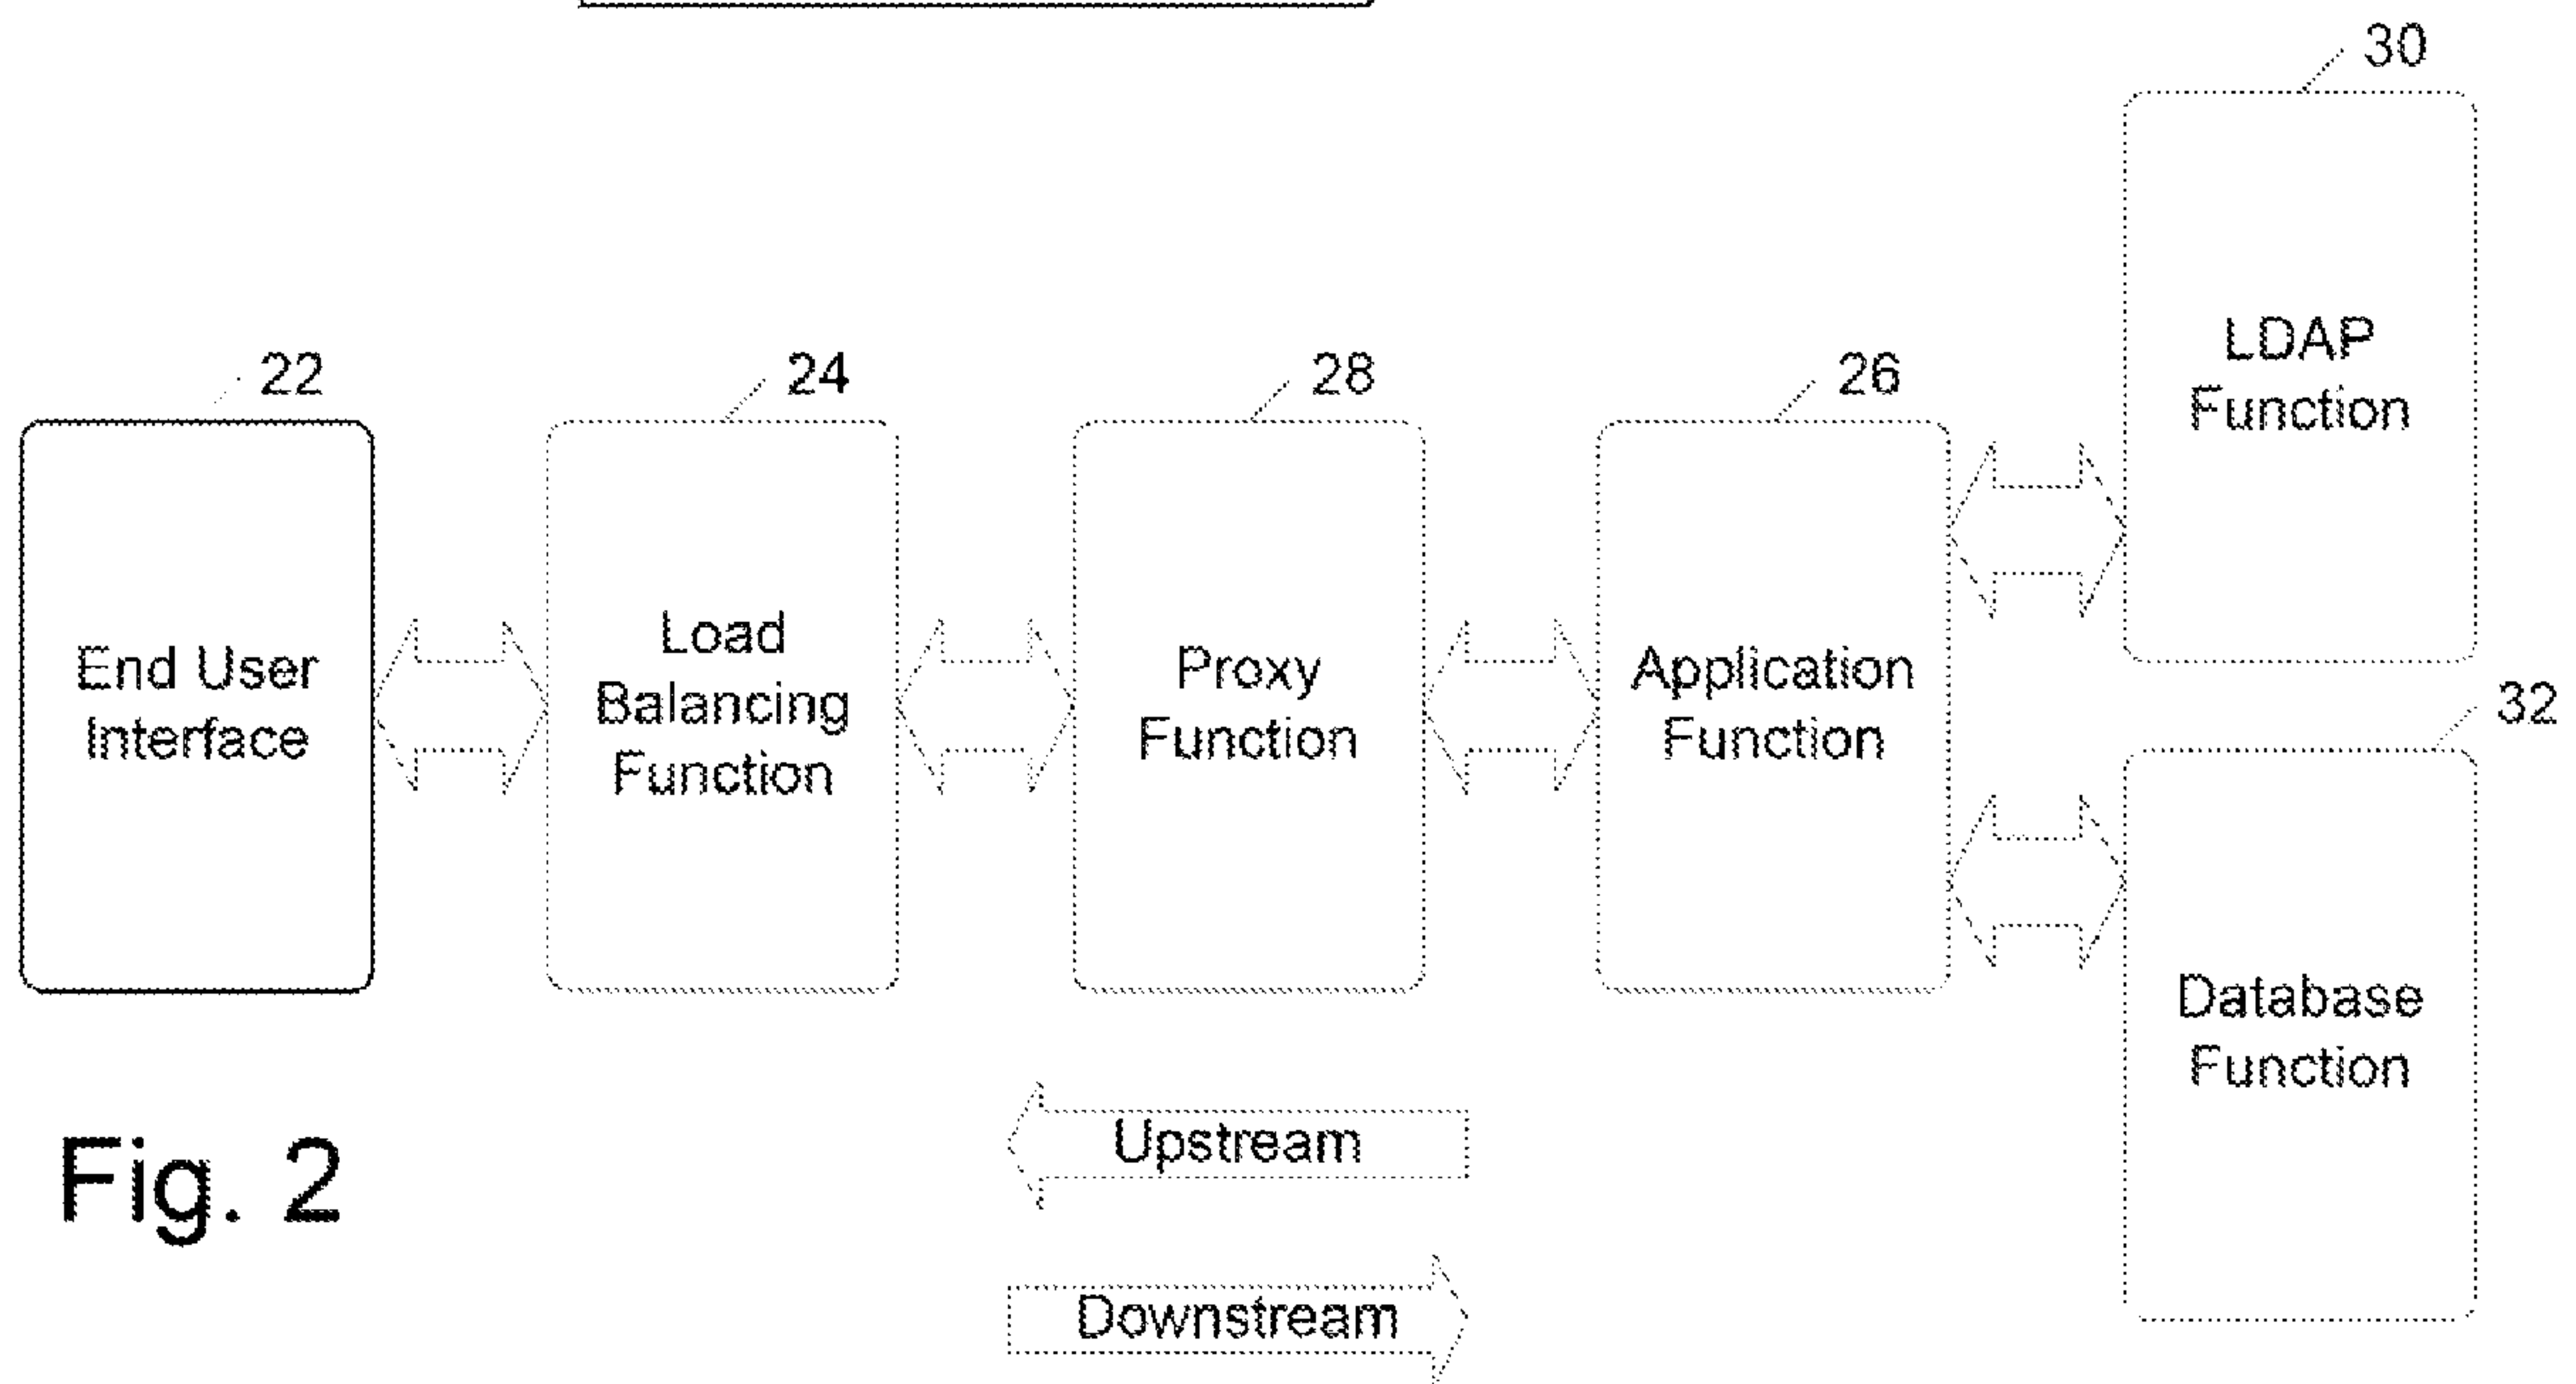 30
LDAP
Function
22
24
28
26
End User
Interface
Load
Balancing
Function
Proxy
Function
Application
Function
32
Database
Function
Upstream
Downstream
Fig. 2